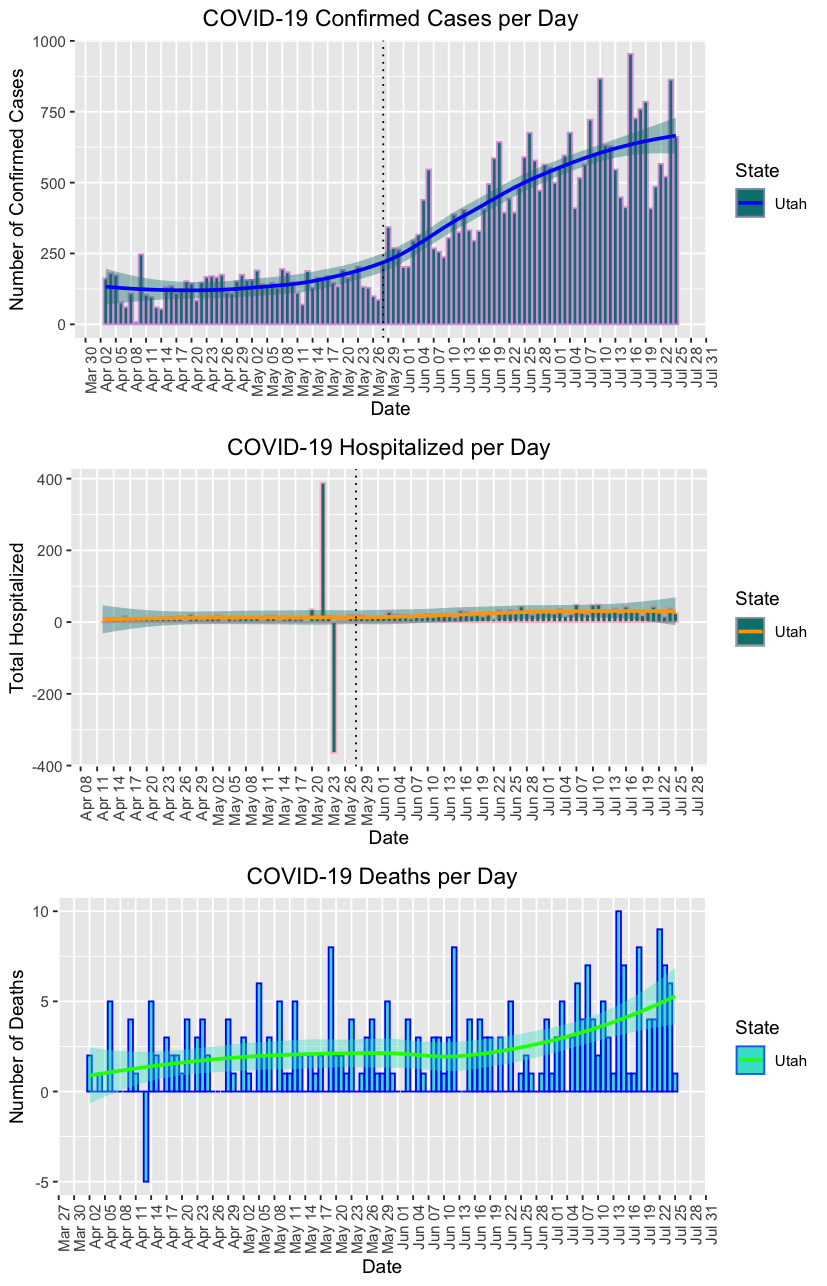 COVID-19 Confirmed Cases per Day
Number of Confirmed Cases
1000
750
500
250
0
Mar 30
Apr 02
Apr 05
Apr 08
Apr 11
Apr 14
Apr 17
Apr 20
Apr 23
Apr 26
Apr 29
May 02
May 05
May 08
May 11
May 14
May 17
May 20
May 23
May 26
May 29
Jun 01
Jun 04
Jun 07
Jun 10
Jun 13
Jun 16
Jun 19
Jun 22
Jun 25
Jun 28
Jul 01
Jul 04
Jul 07
Jul 10
Jul 13
Jul 16
Jul 19
Jul 22
Jul 25
Jul 28
Jul 31
Date
State
Utah
COVID-19 Hospitalized per Day
Total Hospitalized
400
200
0
-200
-400
Apr 08
Apr 11
Apr 14
Apr 17
Apr 20
Apr 23
Apr 26
Apr 29
May 02
May 05
May 08
May 11
May 14
May 17
May 20
May 23
May 26
May 29
Jun 01
Jun 04
Jun 07
Jun 10
Jun 13
Jun 16
Jun 19
Jun 22
Jun 25
Jun 28
Jul 01
Jul 04
Jul 07
Jul 10
Jul 13
Jul 16
Jul 19
Jul 22
Jul 25
Jul 28
Date
State
Utah
COVID-19 Deaths per Day
Number of Deaths
10
5
0
-5
Mar 27
Mar 30
Apr 02
Apr 05
Apr 08
Apr 11
Apr 14
Apr 17
Apr 20
Apr 23
Apr 26
Apr 29
May 02
May 05
May 08
May 11
May 14
May 17
May 20
May 23
May 26
May 29
Jun 01
Jun 04
Jun 07
Jun 10
Jun 13
Jun 16
Jun 19
Jun 22
Jun 25
Jun 28
Jul 01
Jul 04
Jul 07
Jul 10
Jul 13
Jul 16
Jul 19
Jul 22
Jul 25
Jul 28
Jul 31
Date
State
Utah